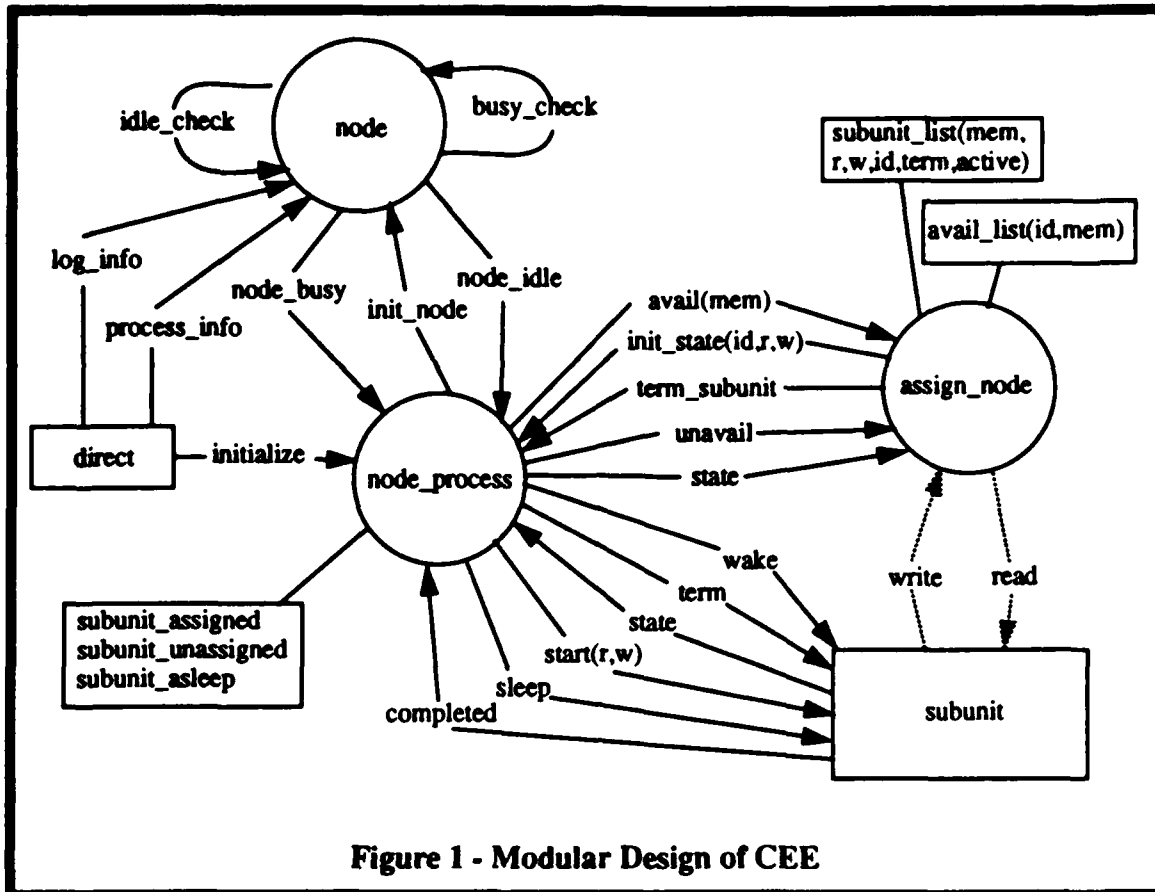 idle_check
node
busy_check
subunit_list(mem,
r,w,id,term,active)
avail_list(id,mem)
log_info
node_busy
node_idle
init_node
process_info
avail(mem)
init_state(id,r,w)
term_subunit
assign_node
unavail
direct
initialize
node_process
state
wake
write
read
term
state
start(r,w)
subunit_assigned
subunit_unassigned
subunit_asleep
sleep
completed
subunit
Figure 1 - Modular Design of CEE